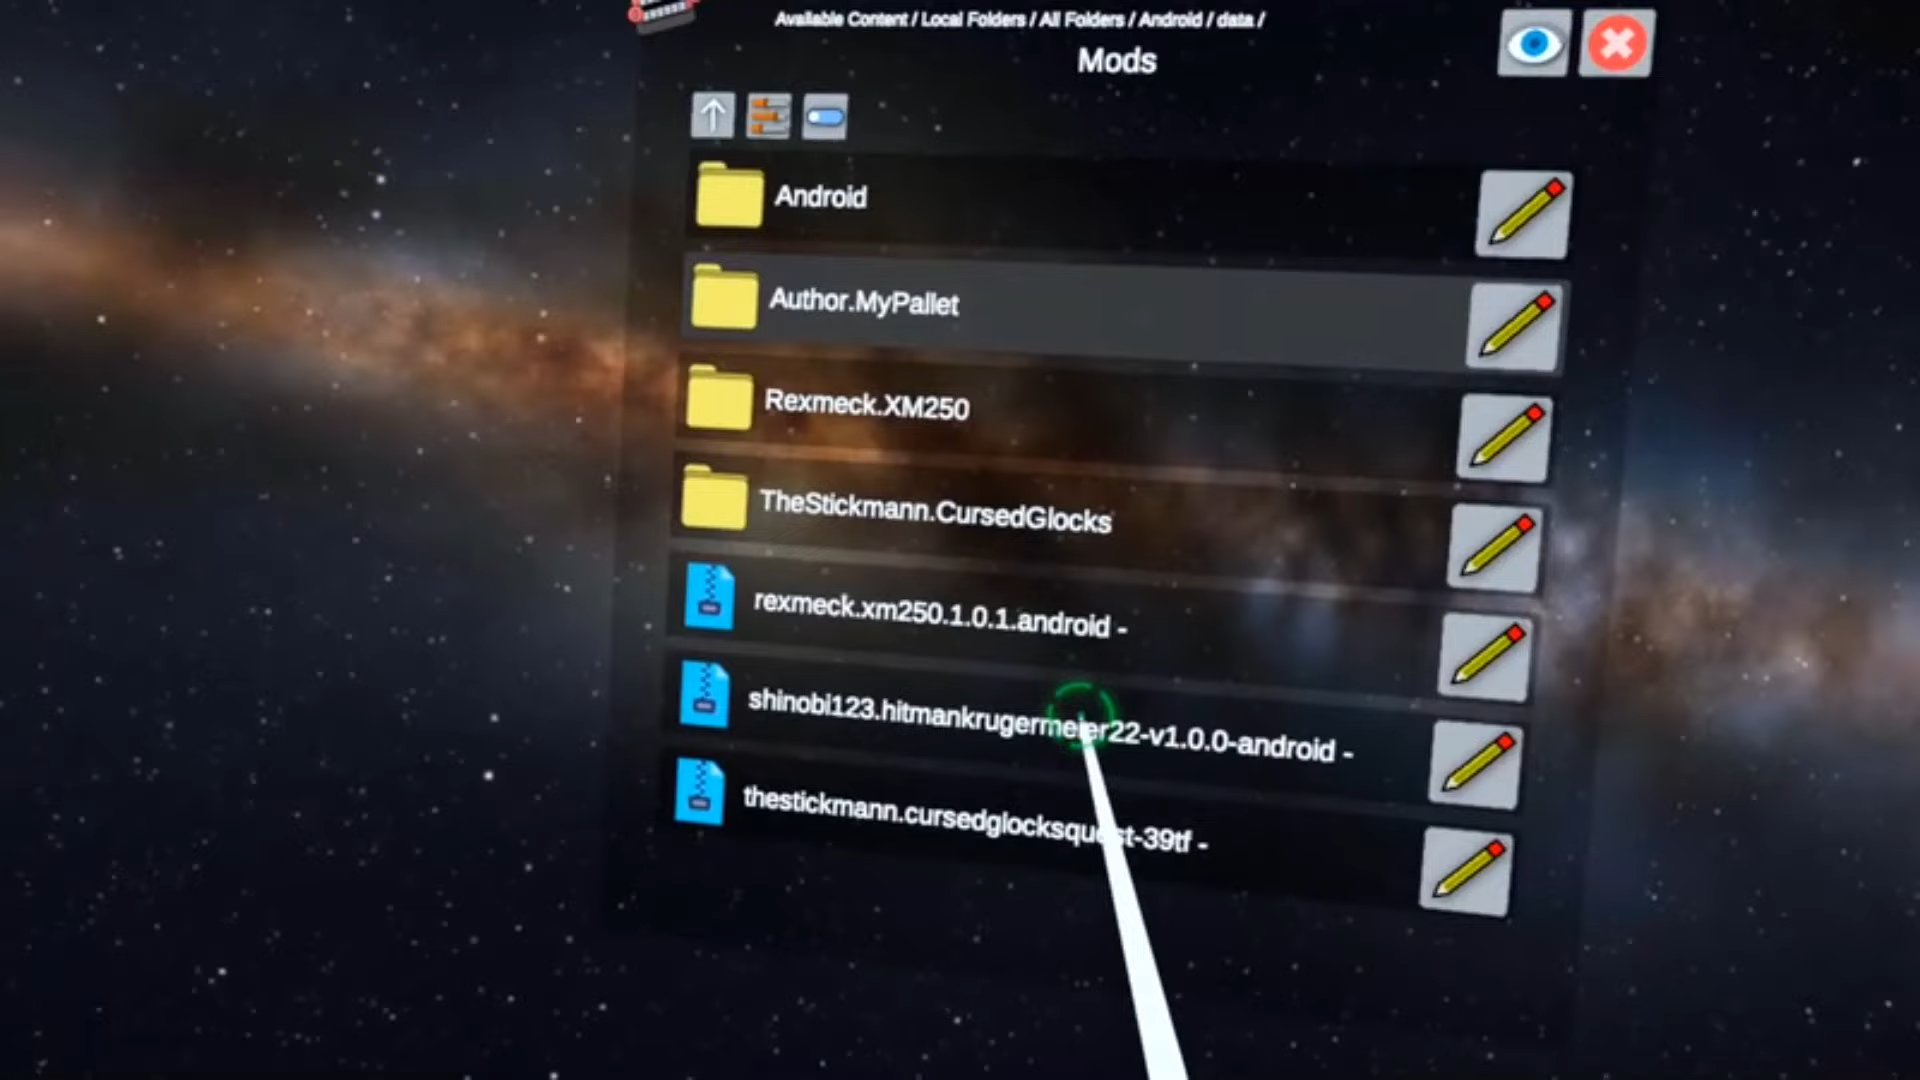 Available Content / Local Folders / All Folders / Android / data /
Mods
Android
Author.MyPallet
Rexmeck.XM250
TheStickmann.CursedGlocks
rexmeck.xm250.1.0.1.android -
shinobi123.hitmankrugermeier22-v1.0.0-android -
thestickmann.cursedglocksquest-39tf -